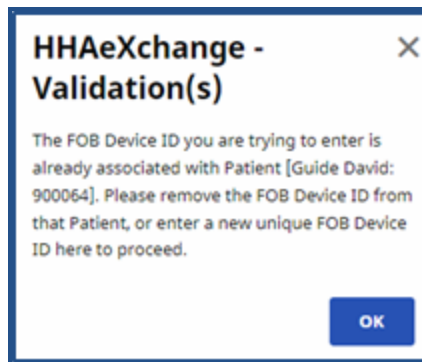 HHAeXchange -
Validation(s)
The FOB Device ID you are trying to enter is
already associated with Patient [Guide David:
900064]. Please remove the FOB Device ID from
that Patient, or enter a new unique FOB Device
ID here to proceed.
OK